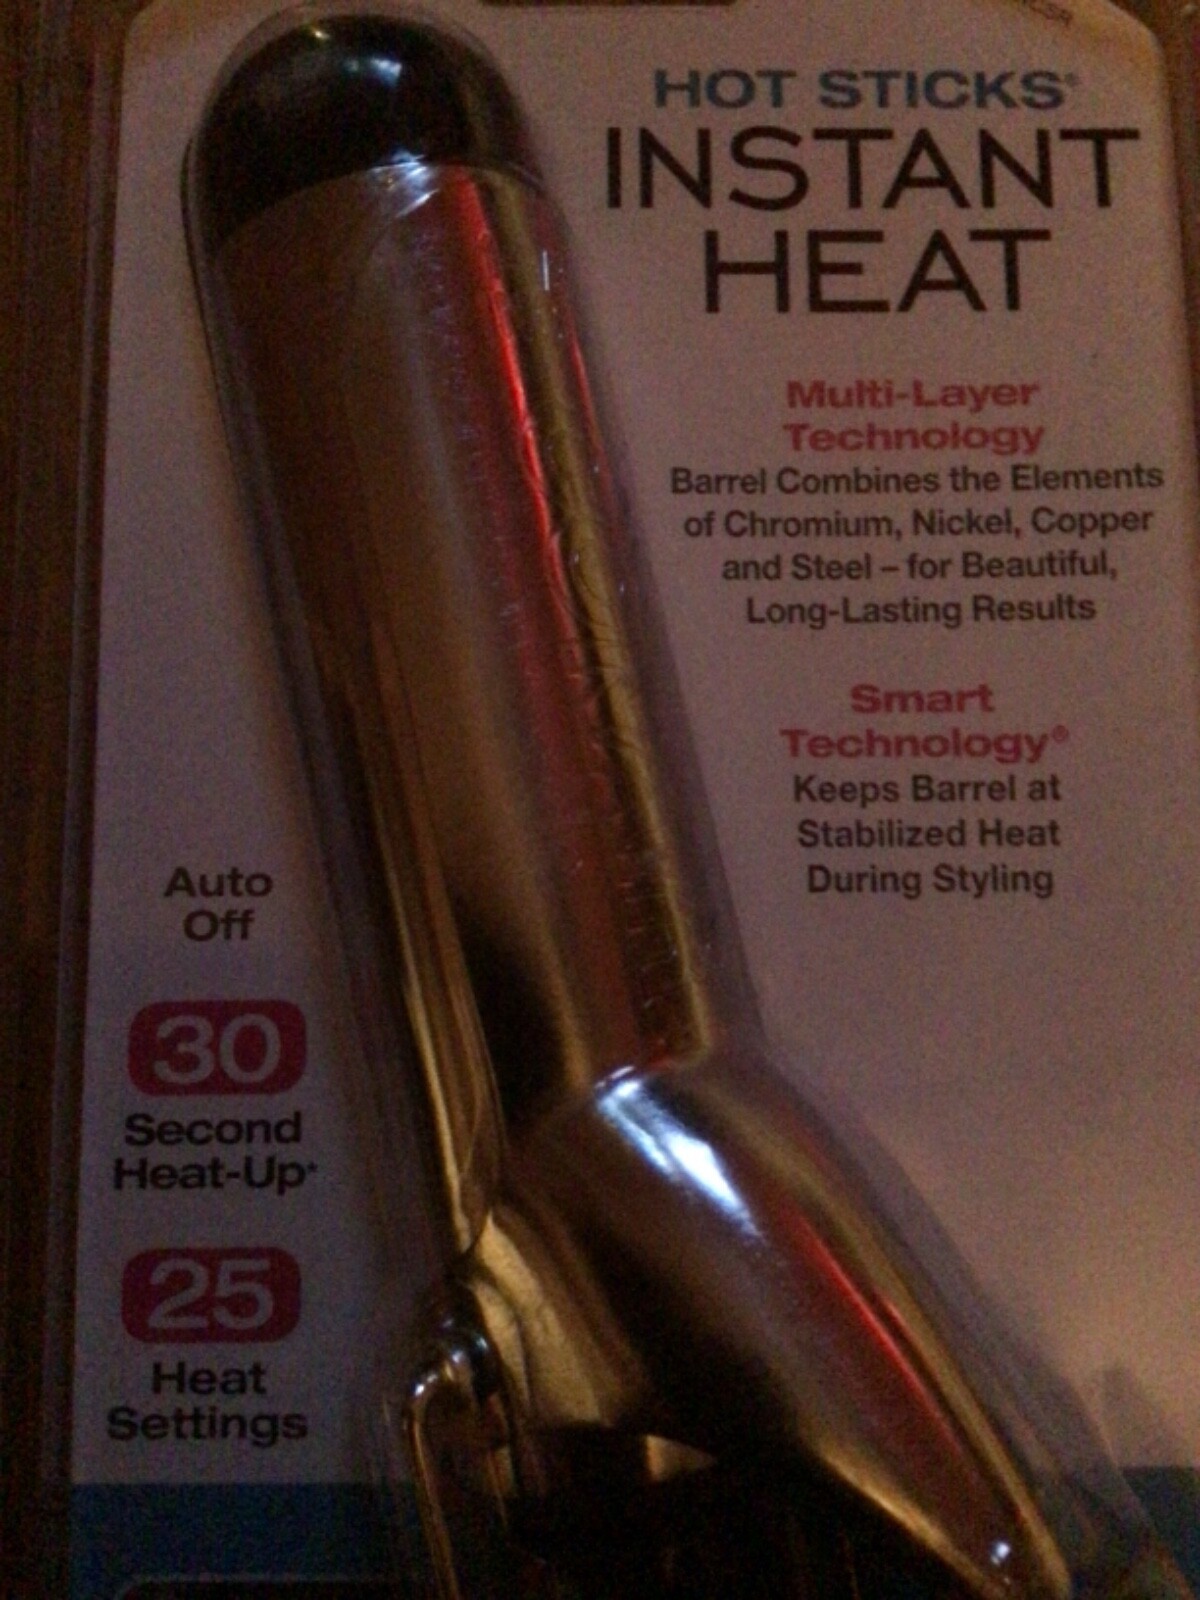 HOT STICKS®
INSTANT
HEAT
Multi-Layer
Technology
Barrel Combines the Elements
of Chromium, Nickel, Copper
and Steel – for Beautiful,
Long-Lasting Results
Smart
Technology®
Keeps Barrel at
Stabilized Heat
During Styling
Auto
Off
30
Second
Heat-Up*
25
Heat
Settings